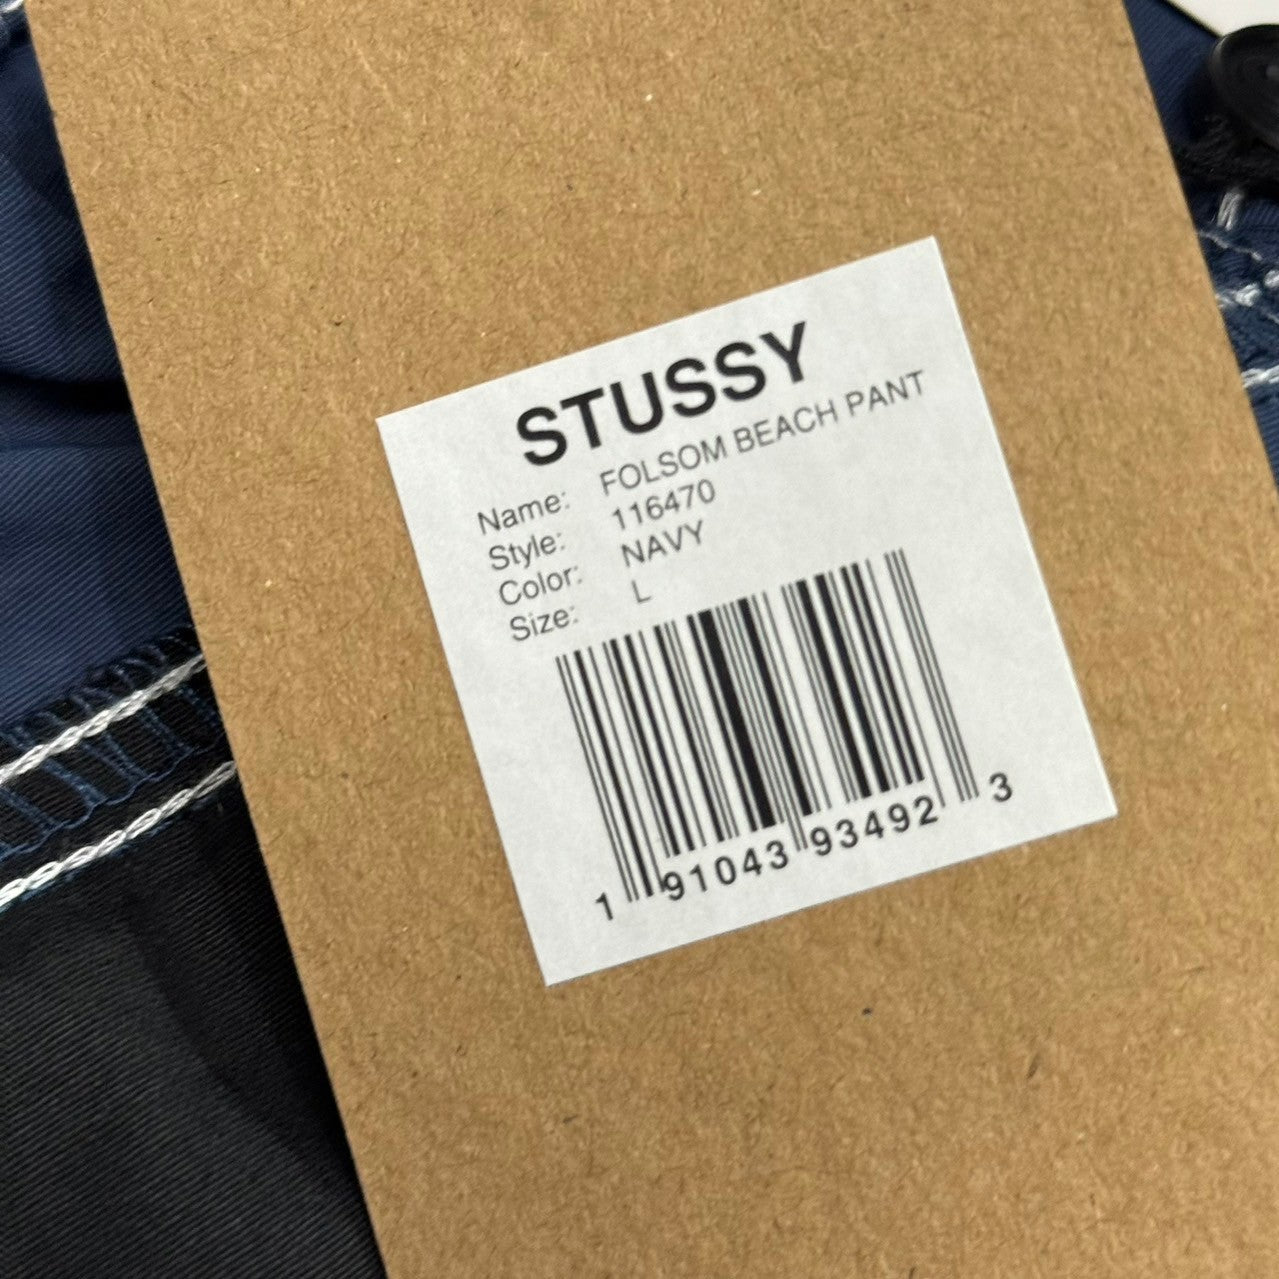 STUSSY
Name: FOLSOM BEACH PANT
Style: 116470
Color: NAVY
Size: L
1 91043 93492 3